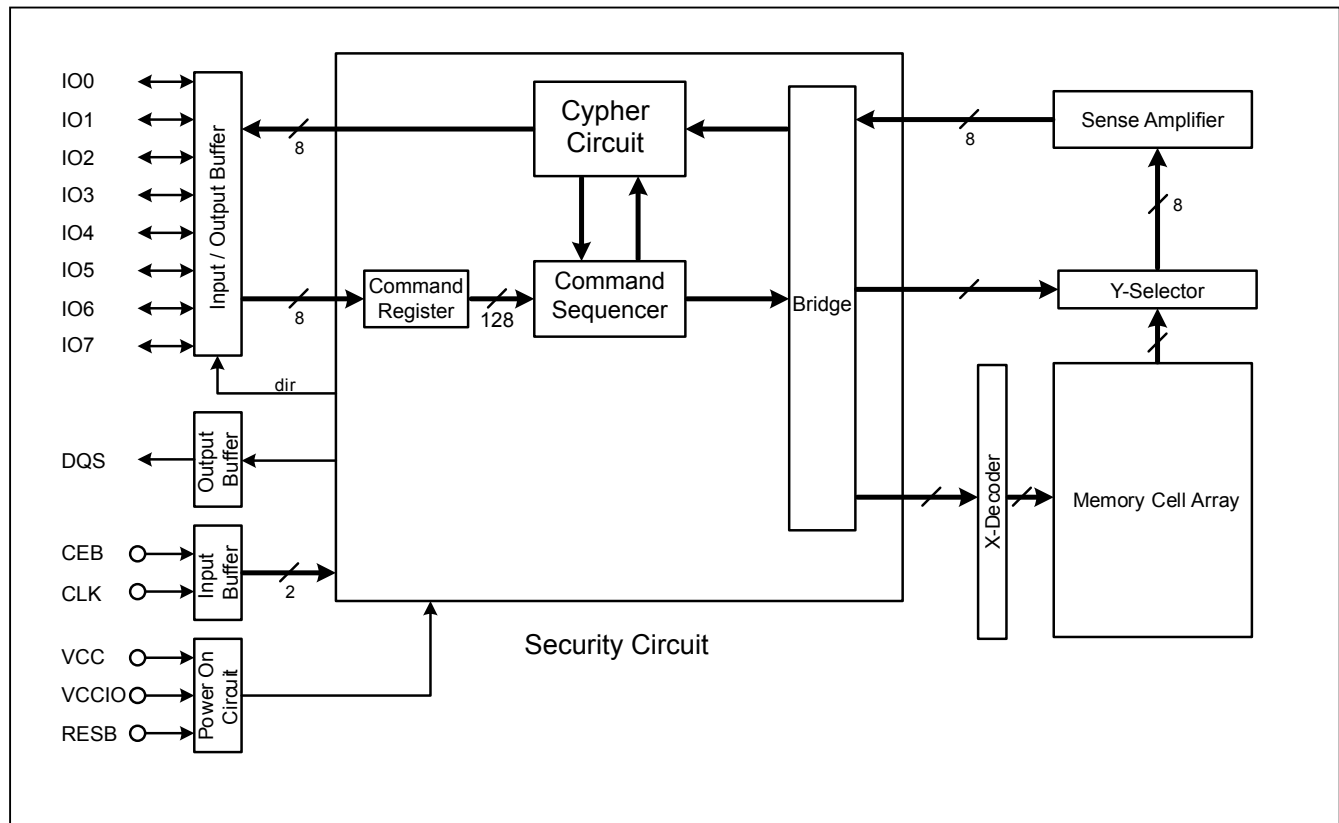 IO0
IO1
IO2
IO3
IO4
IO5
IO6
IO7
Input / Output Buffer
8
8
dir
Cypher
Circuit
Command
Register
128
Command
Sequencer
Bridge
8
Sense Amplifier
8
Y-Selector
X-Decoder
Memory Cell Array
DQS
Output
Buffer
CEB
CLK
Input
Buffer
2
Security Circuit
VCC
VCCIO
RESB
Power On
Circuit